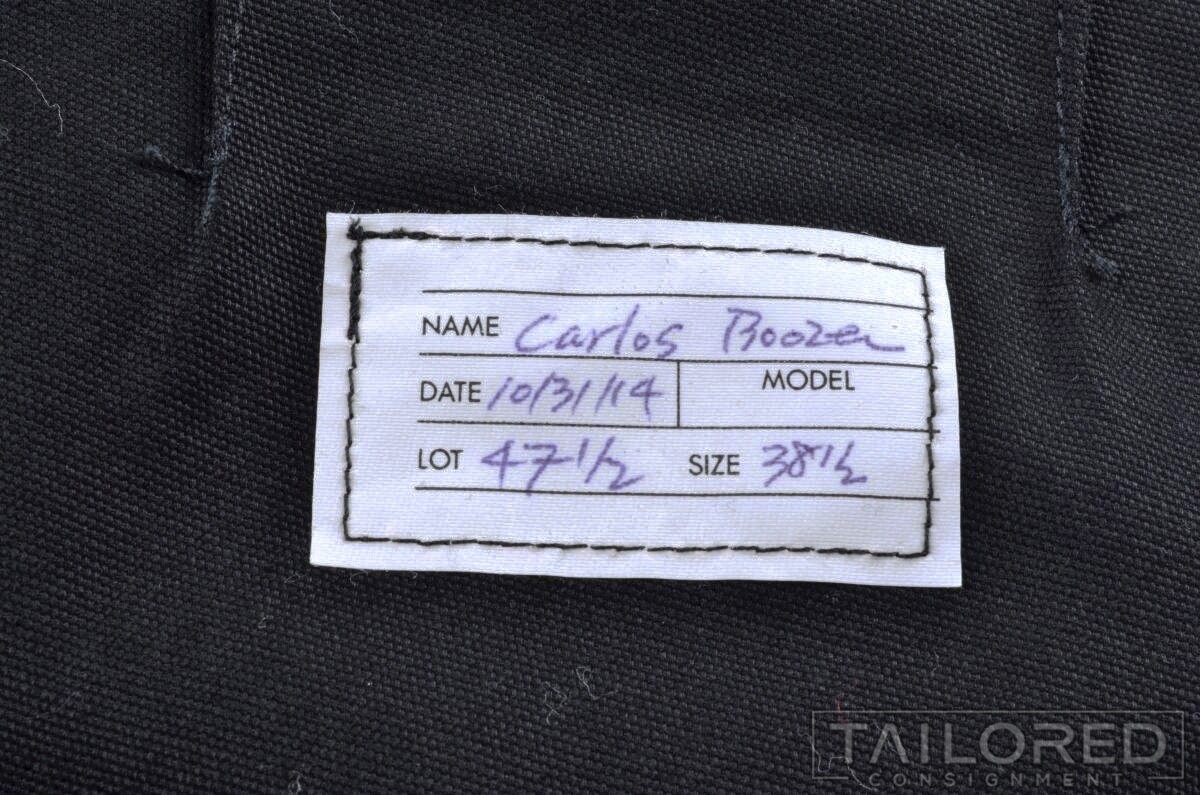 NAME Carlos Boozer
DATE 10/31/14 MODEL
LOT 47 1/2 SIZE 38 1/2
TAILORED
CONSIGNMENT